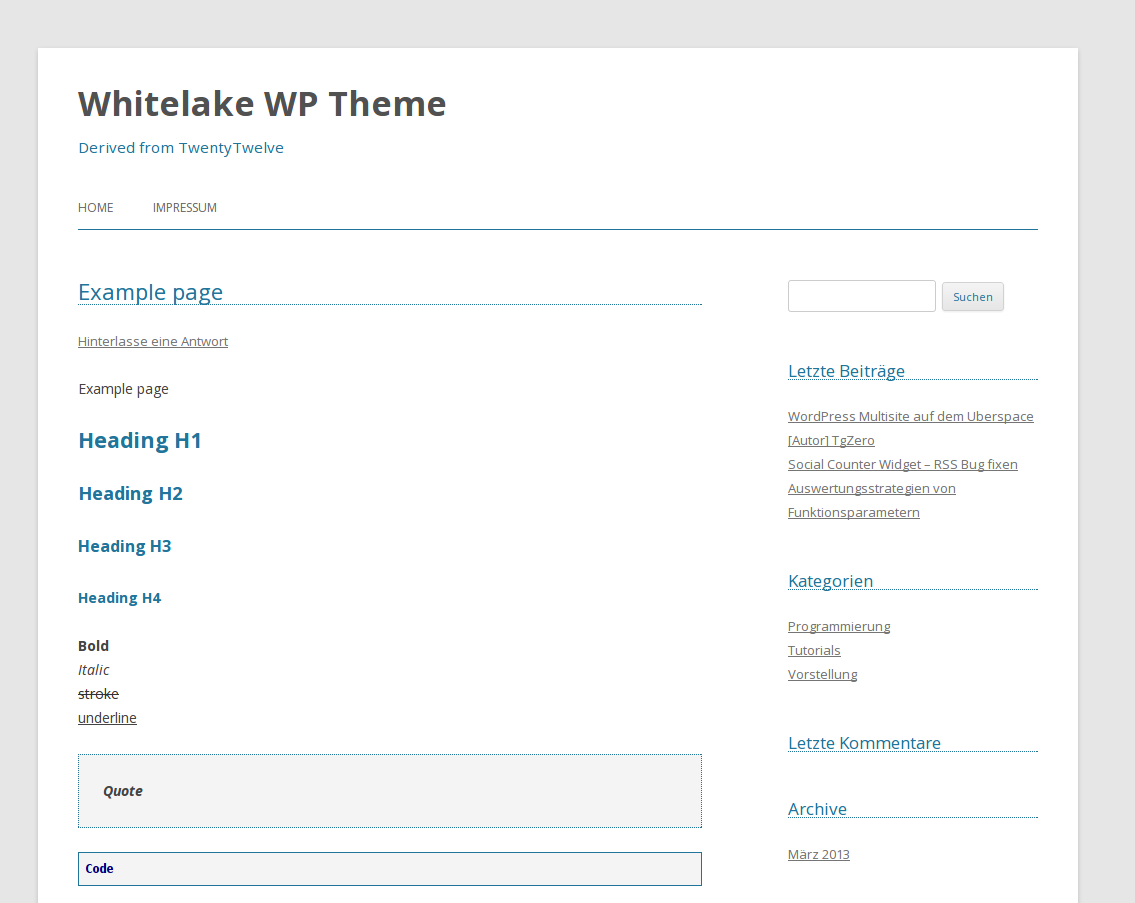 Whitelake WP Theme
Derived from TwentyTwelve
HOME IMPRESSUM
Example page
Hinterlasse eine Antwort
Example page
Heading H1
Heading H2
Heading H3
Heading H4
Bold
Italic
stroke
underline
Quote
Code
Suchen
Letzte Beiträge
WordPress Multisite auf dem Uberspace
[Autor] TgZero
Social Counter Widget – RSS Bug fixen
Auswertungsstrategien von
Funktionsparametern
Kategorien
Programmierung
Tutorials
Vorstellung
Letzte Kommentare
Archive
März 2013